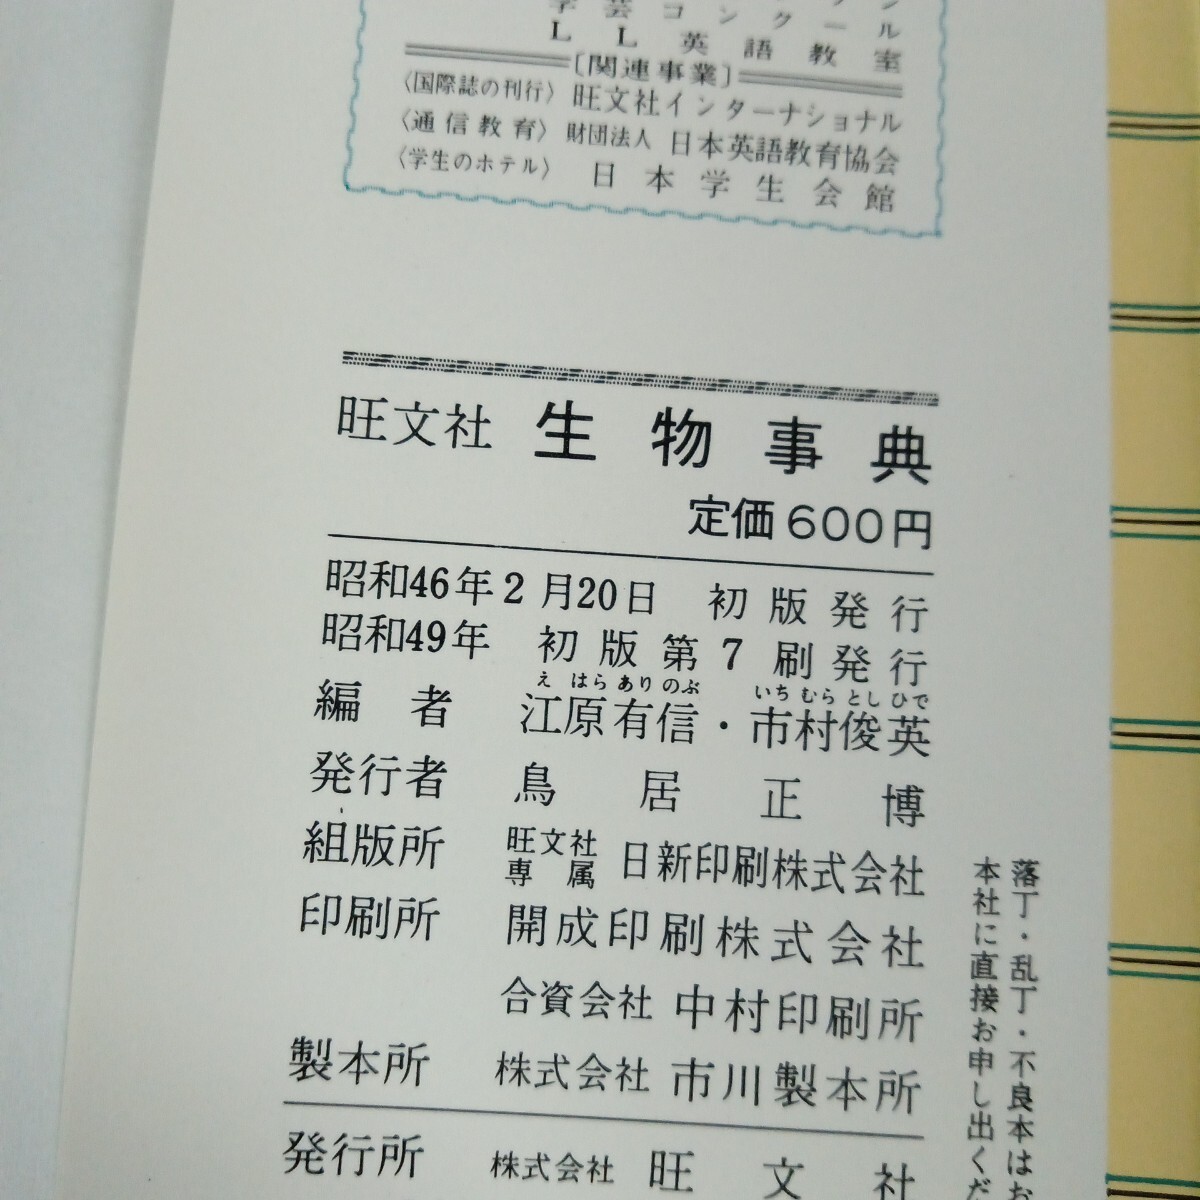 学芸コンクール
LL英語教室
〔関連事業〕
〈国際誌の刊行〉 旺文社インターナショナル
〈通信教育〉 財団法人 日本英語教育協会
〈学生のホテル〉 日本学生会館
旺文社 生物事典
定価600円
昭和46年2月20日 初版発行
昭和49年 初版第7刷発行
え はら あり のぶ いち むら とし ひで
編者 江原有信・市村俊英
発行者 鳥居正博
組版所 旺文社専属 日新印刷株式会社
印刷所 開成印刷株式会社
合資会社 中村印刷所
製本所 株式会社 市川製本所
発行所 株式会社 旺文社
落丁・乱丁・不良本はお
本社に直接お申し出くだ